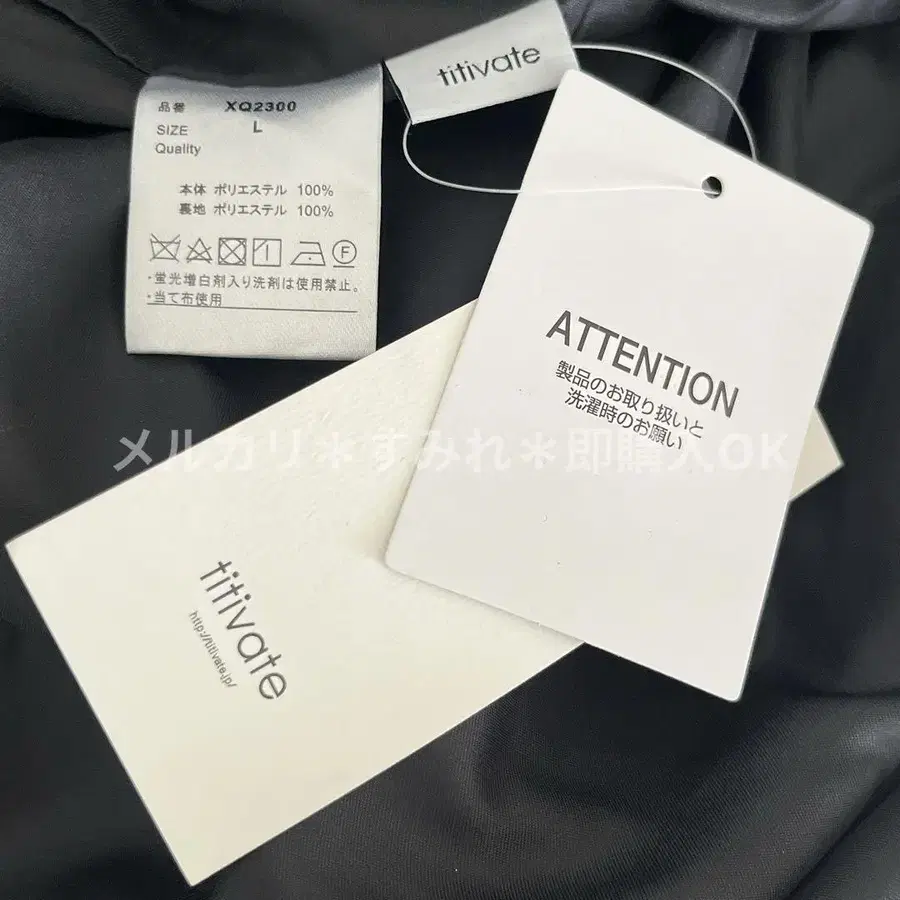 品番 XQ2300
SIZE L
Quality
本体 ポリエステル 100%
裏地 ポリエステル 100%
F
・蛍光増白剤入り洗剤は使用禁止。
・当て布使用
titivate
ATTENTION
製品のお取り扱いと
洗濯時のお願い
メルカリ＊すみれ＊即購入OK
titivate
http://titivate.jp/